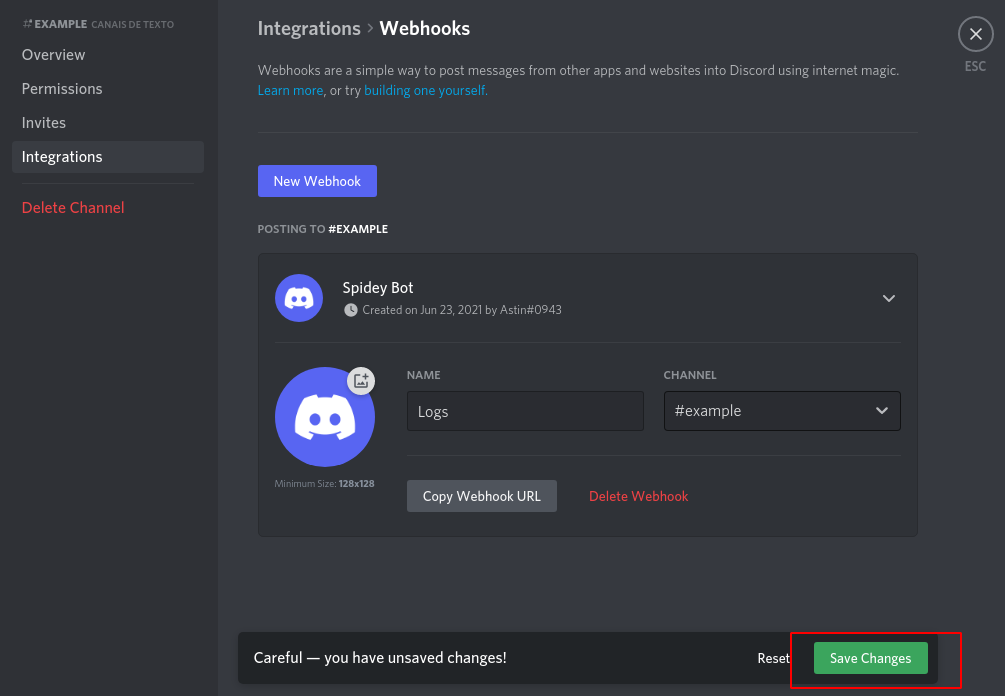 #EXAMPLE CANAIS DE TEXTO
Overview
Permissions
Invites
Integrations
Delete Channel
Integrations > Webhooks
Webhooks are a simple way to post messages from other apps and websites into Discord using internet magic.
Learn more, or try building one yourself.
ESC
New Webhook
POSTING TO #EXAMPLE
Spidey Bot
Created on Jun 23, 2021 by Astin#0943
NAME
CHANNEL
Logs
#example
Minimum Size: 128x128
Copy Webhook URL
Delete Webhook
Careful — you have unsaved changes!
Reset
Save Changes